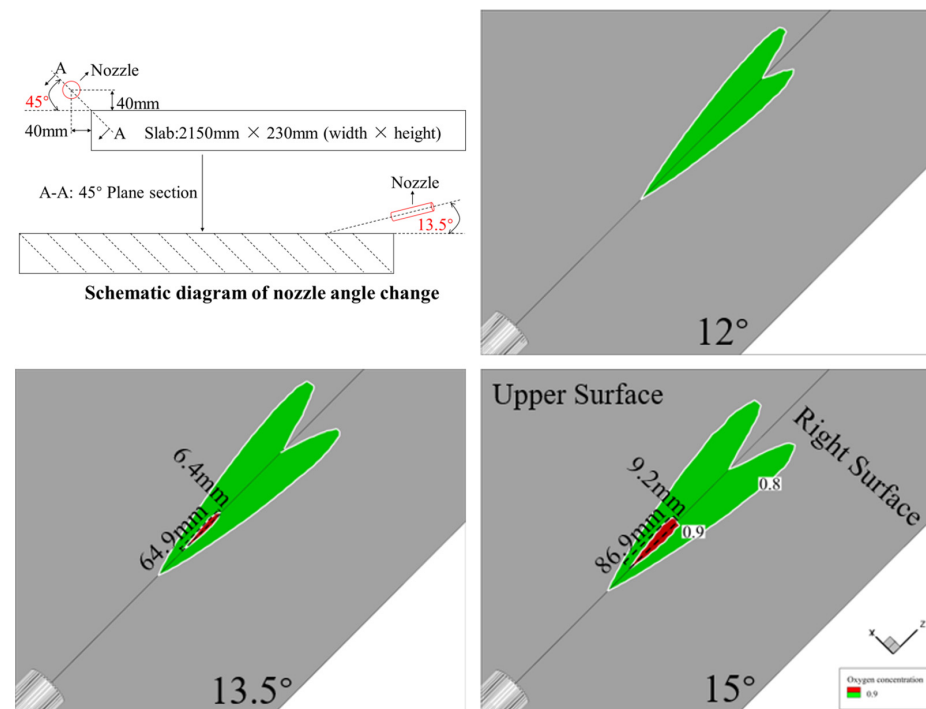 A
Nozzle
45°
40mm
40mm
A
Slab:2150mm × 230mm (width × height)
A-A: 45° Plane section
Nozzle
13.5°
Schematic diagram of nozzle angle change
12°
6.4mm
64.9mm
13.5°
Upper Surface
Right Surface
9.2mm
86.9mm
0.8
0.9
15°
x
z
Oxygen concentration
0.9